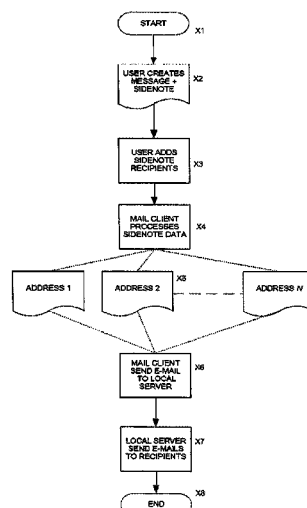 START
X1
USER CREATES
MESSAGE +
SIDENOTE
X2
USER ADDS
SIDENOTE
RECIPIENTS
X3
MAIL CLIENT
PROCESSES
SIDENOTE DATA
X4
ADDRESS 1
ADDRESS 2
X5
ADDRESS N
MAIL CLIENT
SEND E-MAIL
TO LOCAL
SERVER
X6
LOCAL SERVER
SEND E-MAILS
TO RECIPIENTS
X7
END
X8